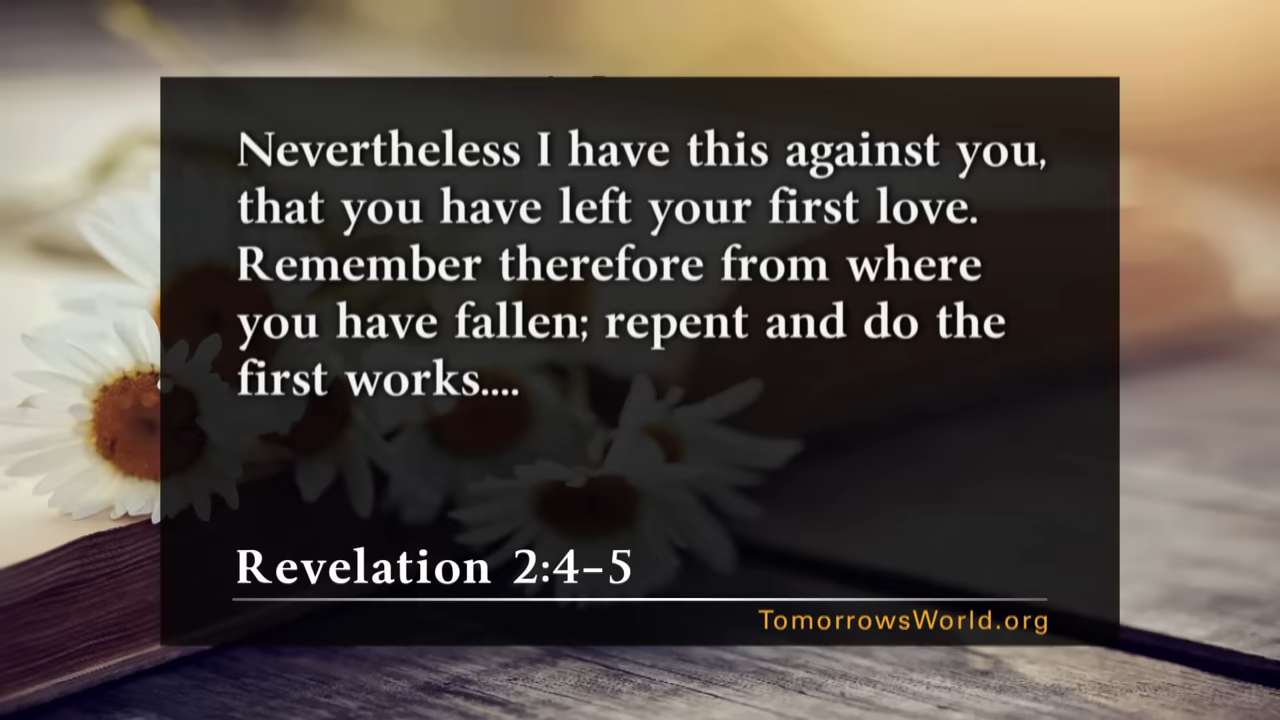 Nevertheless I have this against you,
that you have left your first love.
Remember therefore from where
you have fallen; repent and do the
first works....
Revelation 2:4–5
TomorrowsWorld.org